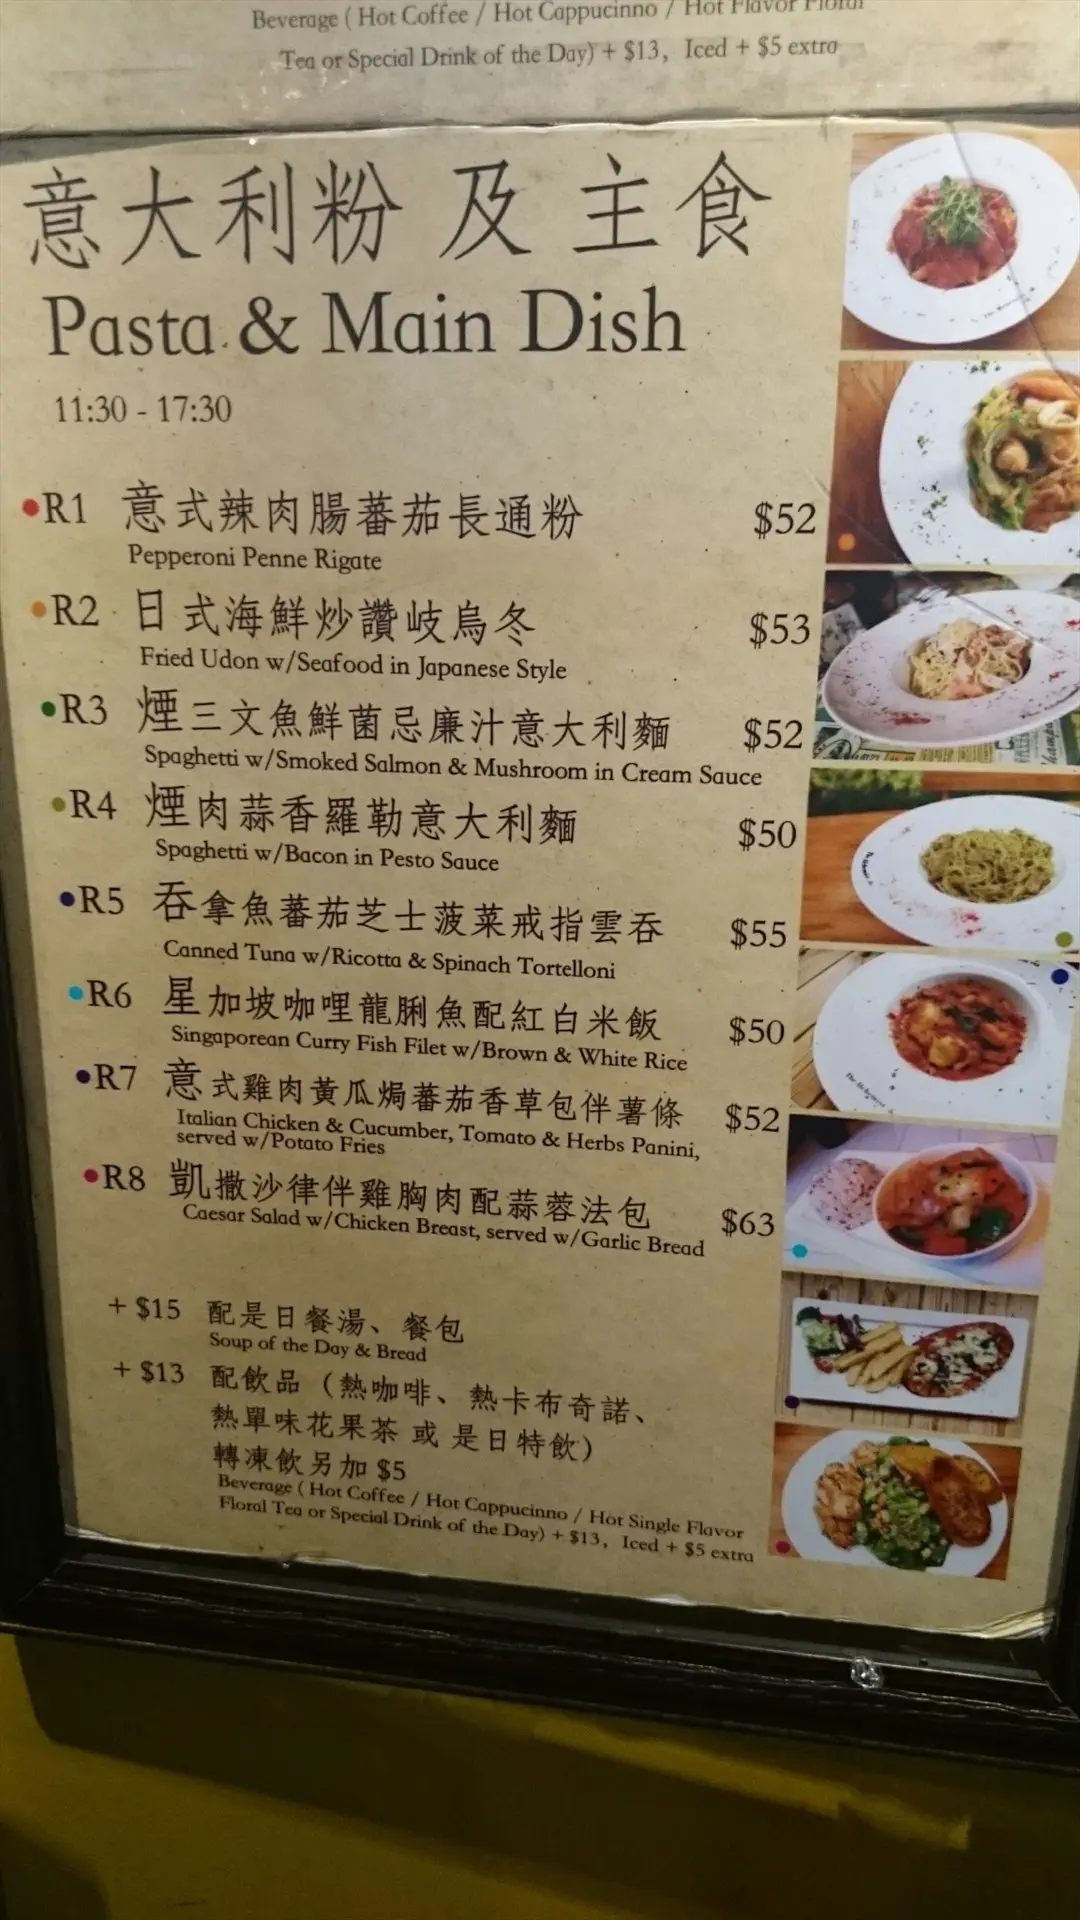 Beverage ( Hot Coffee / Hot Cappucinno / Hot Flavor Floral
Tea or Special Drink of the Day) + $13, Iced + $5 extra
意大利粉 及 主食
Pasta & Main Dish
11:30 - 17:30
R1 意式辣肉腸蕃茄長通粉 $52
Pepperoni Penne Rigate
R2 日式海鮮炒讚岐烏冬 $53
Fried Udon w/Seafood in Japanese Style
R3 煙三文魚鮮菌忌廉汁意大利麵 $52
Spaghetti w/Smoked Salmon & Mushroom in Cream Sauce
R4 煙肉蒜香羅勒意大利麵 $50
Spaghetti w/Bacon in Pesto Sauce
R5 吞拿魚蕃茄芝士菠菜戒指雲吞 $55
Canned Tuna w/Ricotta & Spinach Tortelloni
R6 星加坡咖哩龍脷魚配紅白米飯 $50
Singaporean Curry Fish Filet w/Brown & White Rice
R7 意式雞肉黃瓜焗蕃茄香草包伴薯條 $52
Italian Chicken & Cucumber, Tomato & Herbs Panini,
served w/Potato Fries
R8 凱撒沙律伴雞胸肉配蒜蓉法包 $63
Caesar Salad w/Chicken Breast, served w/Garlic Bread
+ $15 配是日餐湯、餐包
Soup of the Day & Bread
+ $13 配飲品（熱咖啡、熱卡布奇諾、
熱單味花果茶 或 是日特飲）
轉凍飲另加 $5
Beverage ( Hot Coffee / Hot Cappucinno / Hot Single Flavor
Floral Tea or Special Drink of the Day) + $13, Iced + $5 extra